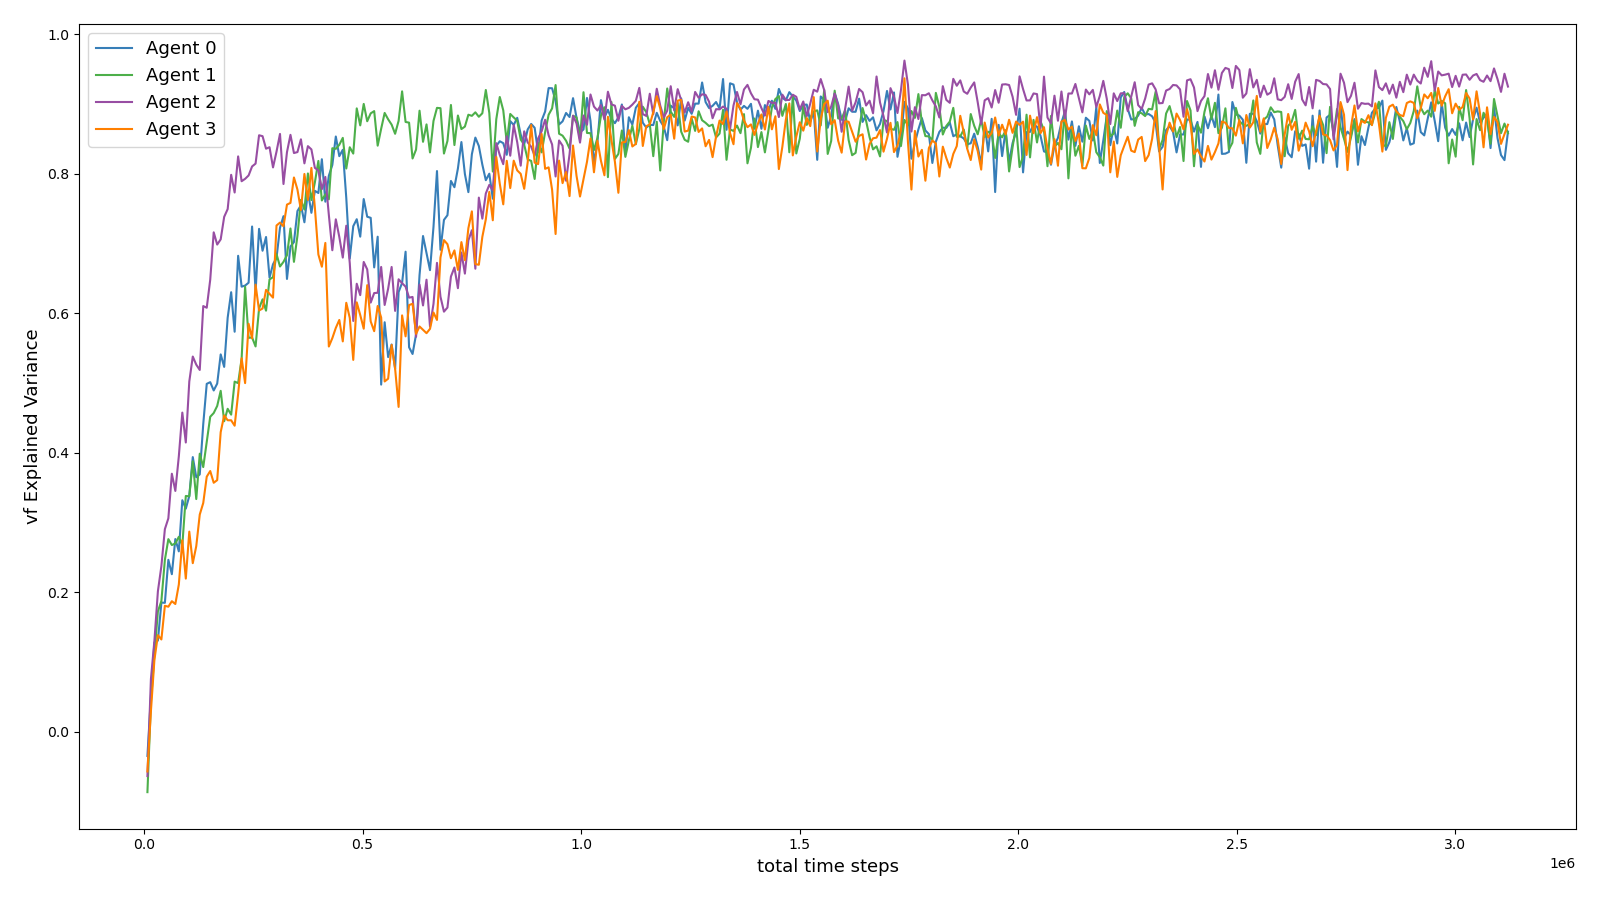 1.0
0.8
0.6
0.4
0.2
0.0
vf Explained Variance
Agent 0
Agent 1
Agent 2
Agent 3
0.0 0.5 1.0 1.5 2.0 2.5 3.0
1e6
total time steps